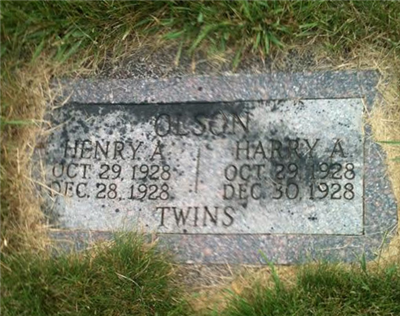 OLSON
HENRY A. HARRY A.
OCT 29, 1928 OCT 29, 1928
DEC. 28, 1928 DEC. 30, 1928
TWINS